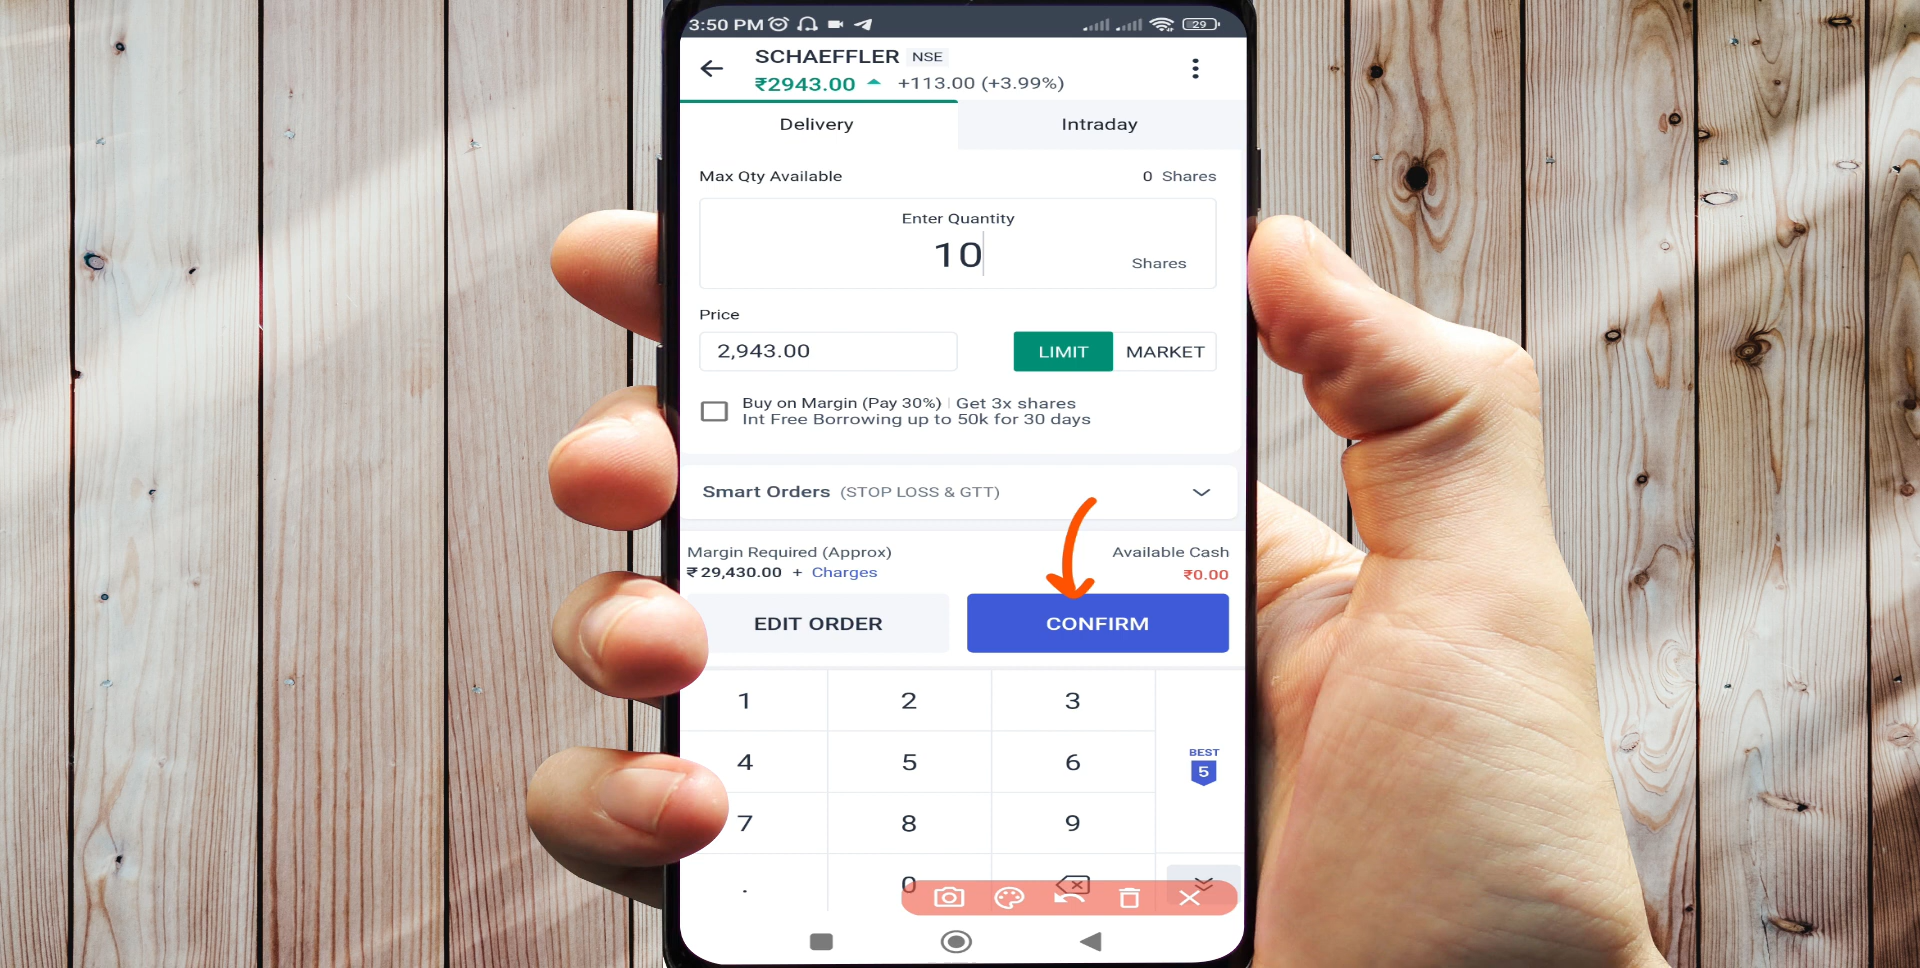 3:50 PM 29
SCHAEFFLER NSE
₹2943.00 +113.00 (+3.99%)
Delivery Intraday
Max Qty Available 0 Shares
Enter Quantity
10
Shares
Price
2,943.00 LIMIT MARKET
Buy on Margin (Pay 30%) | Get 3x shares
Int Free Borrowing up to 50k for 30 days
Smart Orders (STOP LOSS & GTT)
Margin Required (Approx) Available Cash
₹29,430.00 + Charges ₹0.00
EDIT ORDER CONFIRM
1 2 3
BEST
4 5 6 5
7 8 9
. 0